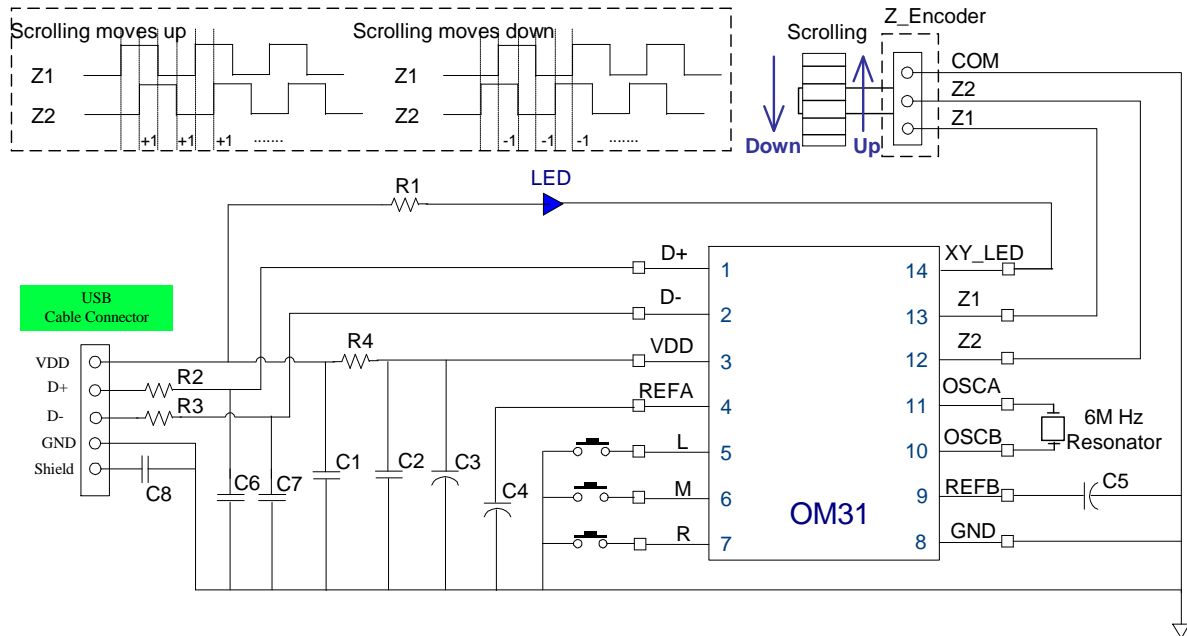 Scrolling moves up
Z1
Z2
+1 +1 +1 .......
Scrolling moves down
Z1
Z2
-1 -1 -1 .......
Scrolling
Down
Up
Z_Encoder
COM
Z2
Z1
R1
LED
USB
Cable Connector
VDD
D+
D-
GND
Shield
R2
R3
R4
C8
C6
C7
C1
C2
C3
C4
D+
D-
VDD
REFA
L
M
R
1
2
3
4
5
6
7
OM31
14
13
12
11
10
9
8
XY_LED
Z1
Z2
OSCA
OSCB
REFB
GND
6M Hz
Resonator
C5